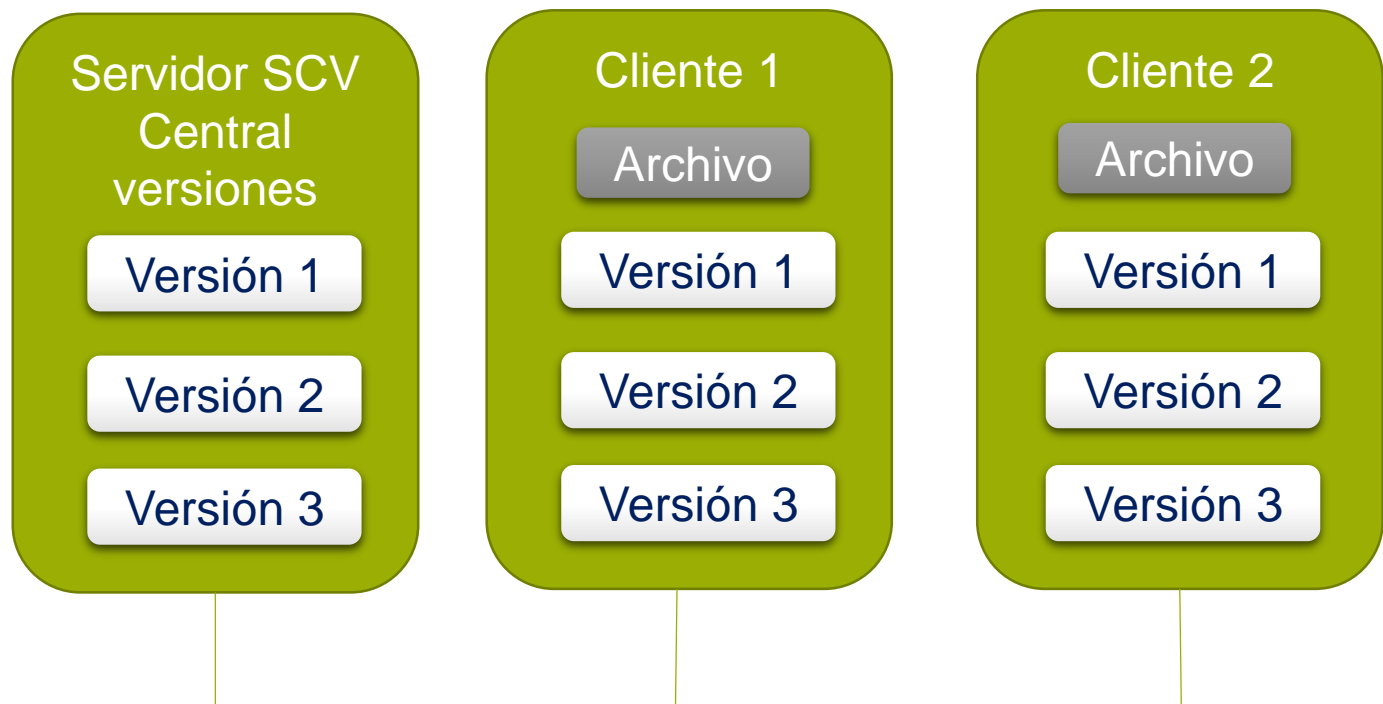 Servidor SCV
Central
versiones
Versión 1
Versión 2
Versión 3
Cliente 1
Archivo
Versión 1
Versión 2
Versión 3
Cliente 2
Archivo
Versión 1
Versión 2
Versión 3